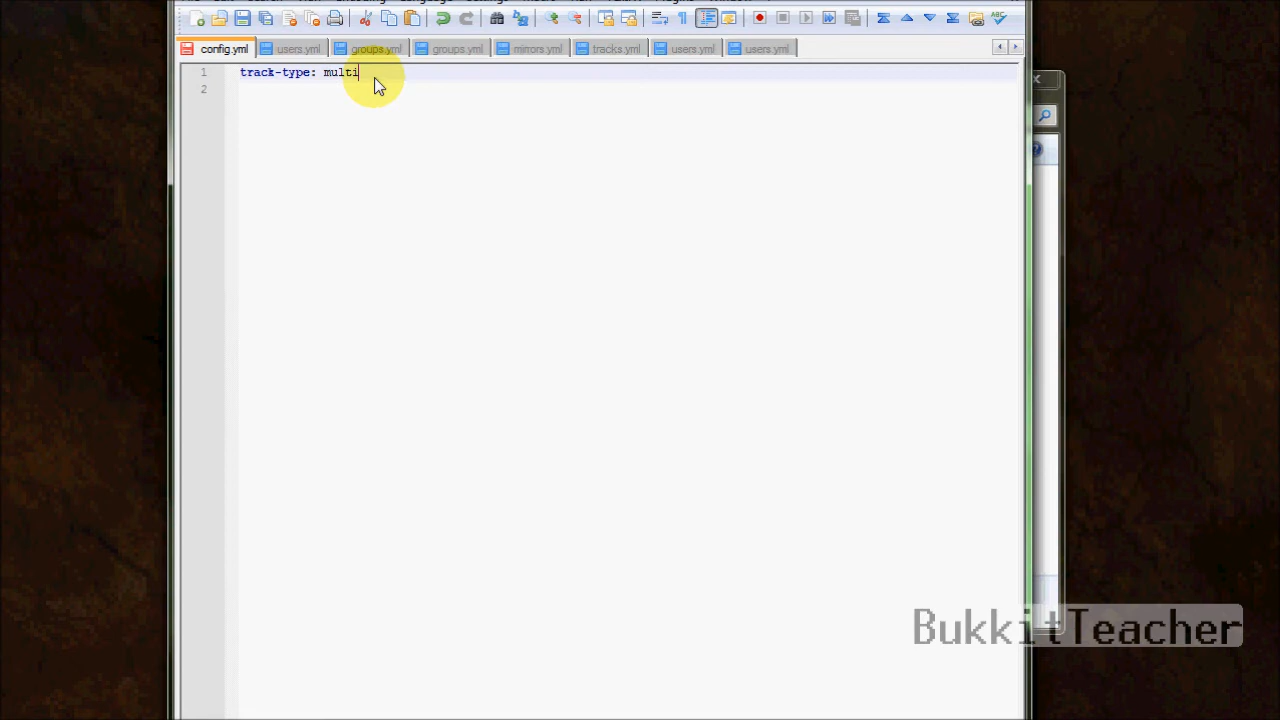 config.yml users.yml groups.yml groups.yml mirrors.yml tracks.yml users.yml users.yml
1 track-type: multi
2
BukkitTeacher